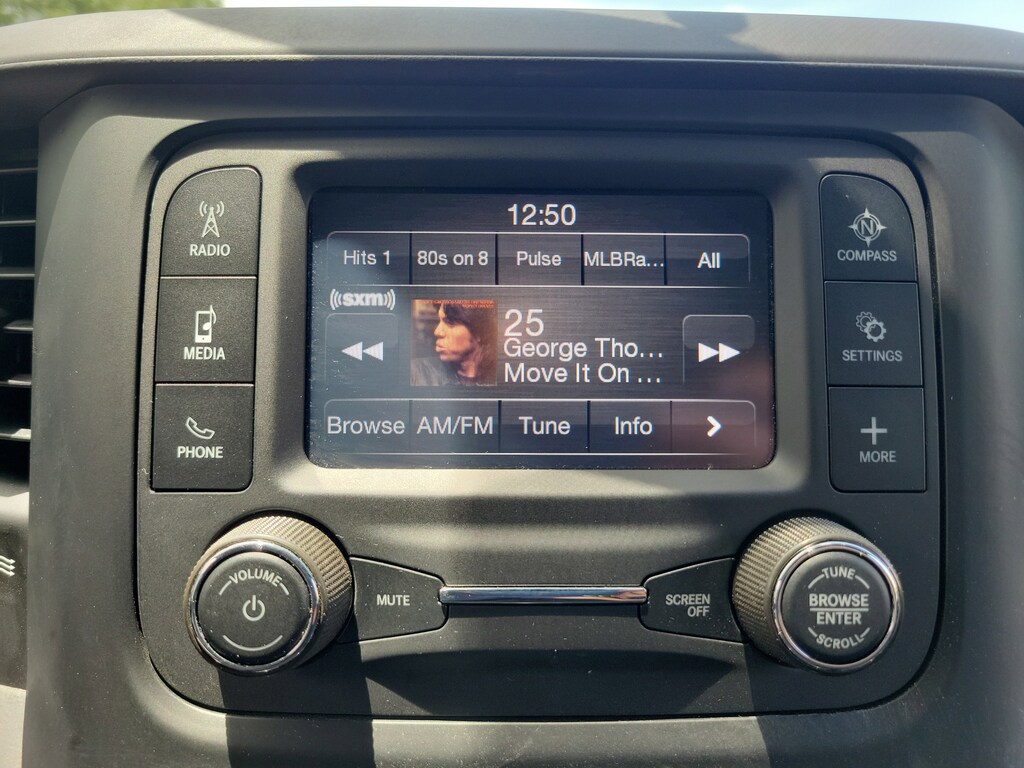 12:50
Hits 1 80s on 8 Pulse MLBRa... All
((sxm))
25
George Tho...
Move It On ...
Browse AM/FM Tune Info
RADIO
MEDIA
PHONE
N
COMPASS
SETTINGS
MORE
VOLUME
MUTE
SCREEN
OFF
TUNE
BROWSE
ENTER
SCROLL